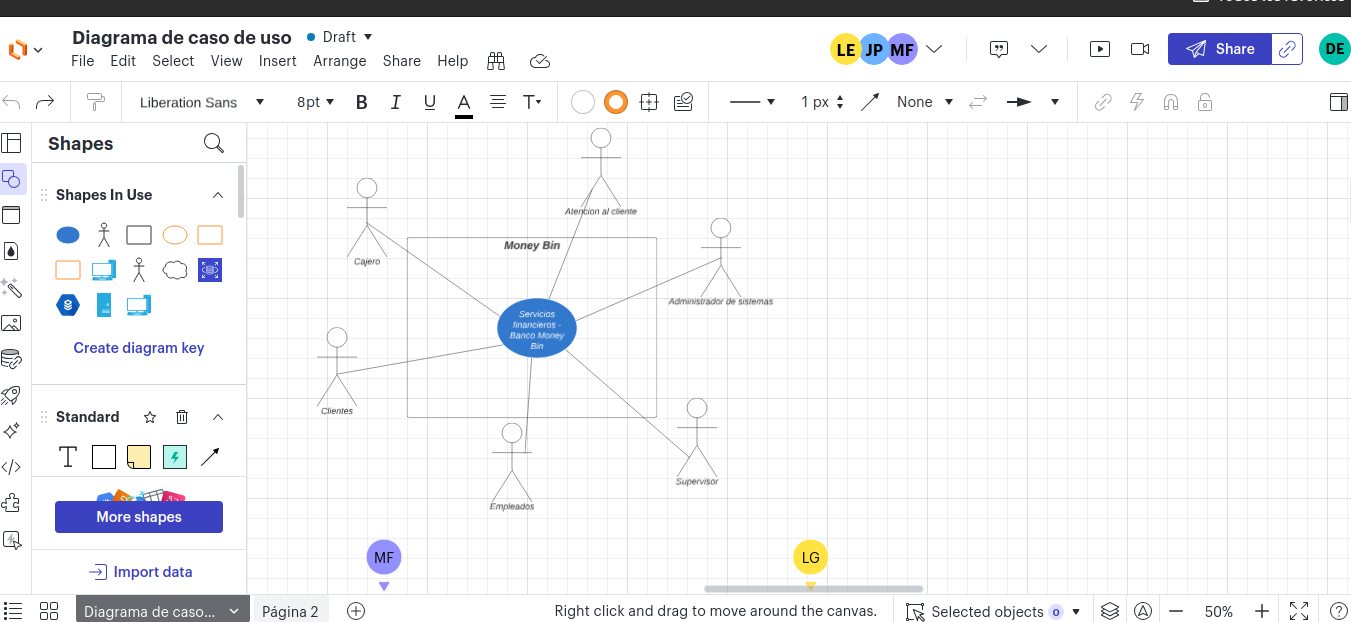 Diagrama de caso de uso
Draft
File Edit Select View Insert Arrange Share Help
LE JP MF
Share
DE
Liberation Sans
8pt
B I U A T
1 px
None
Shapes
Shapes In Use
Create diagram key
Standard
T
More shapes
Import data
Atencion al cliente
Cajero
Money Bin
Administrador de sistemas
Servicios
financieros -
Banco Money
Bin
Clientes
Supervisor
Empleados
MF
LG
Diagrama de caso...
Página 2
Right click and drag to move around the canvas.
Selected objects 0
50%